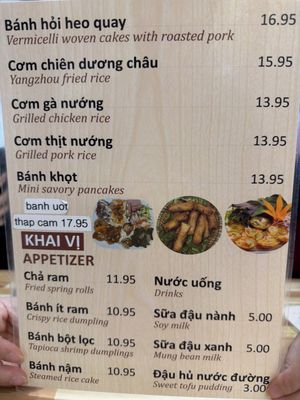 Bánh hỏi heo quay 16.95
Vermicelli woven cakes with roasted pork
Cơm chiên dương châu 15.95
Yangzhou fried rice
Cơm gà nướng 13.95
Grilled chicken rice
Cơm thịt nướng 13.95
Grilled pork rice
Bánh khọt 13.95
Mini savory pancakes
banh uot
thap cam 17.95
KHAI VỊ
APPETIZER
Chả ram 11.95
Fried spring rolls
Bánh ít ram 10.95
Crispy rice dumpling
Bánh bột lọc 10.95
Tapioca shrimp dumplings
Bánh nậm 10.95
Steamed rice cake
Nước uống
Drinks
Sữa đậu nành 5.00
Soy milk
Sữa đậu xanh 5.00
Mung bean milk
Đậu hủ nước đường
Sweet tofu pudding 3.00